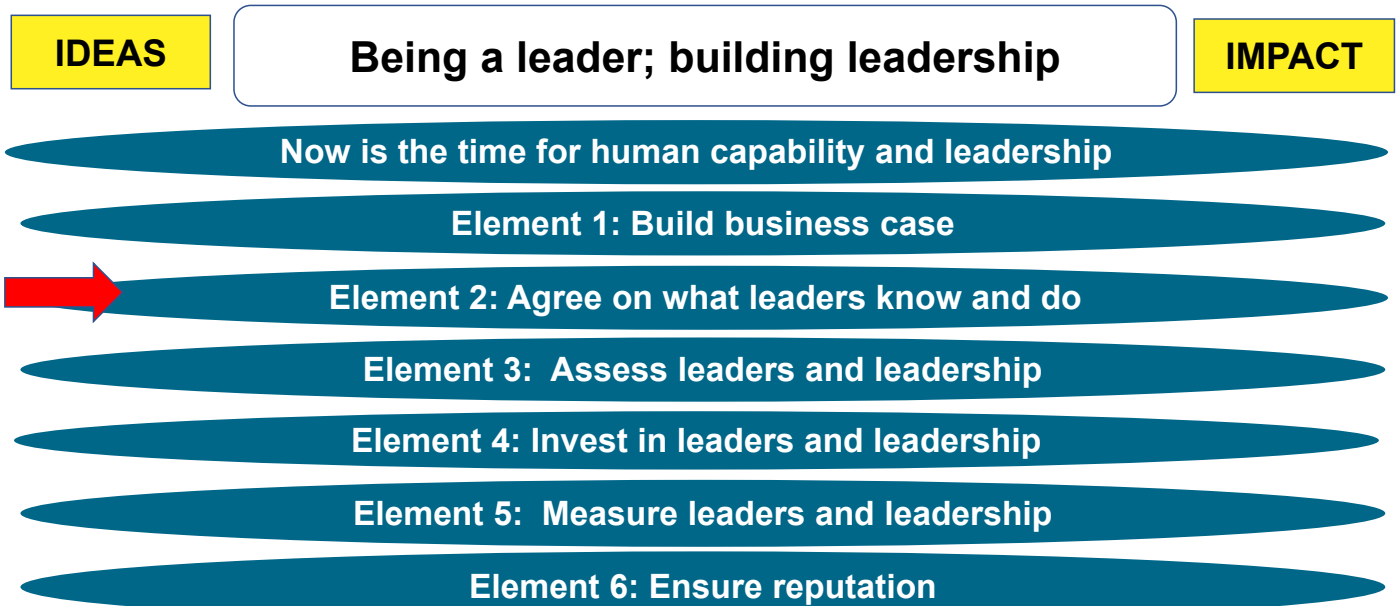 IDEAS
Being a leader; building leadership
IMPACT
Now is the time for human capability and leadership
Element 1: Build business case
Element 2: Agree on what leaders know and do
Element 3:  Assess leaders and leadership
Element 4: Invest in leaders and leadership
Element 5:  Measure leaders and leadership
Element 6: Ensure reputation